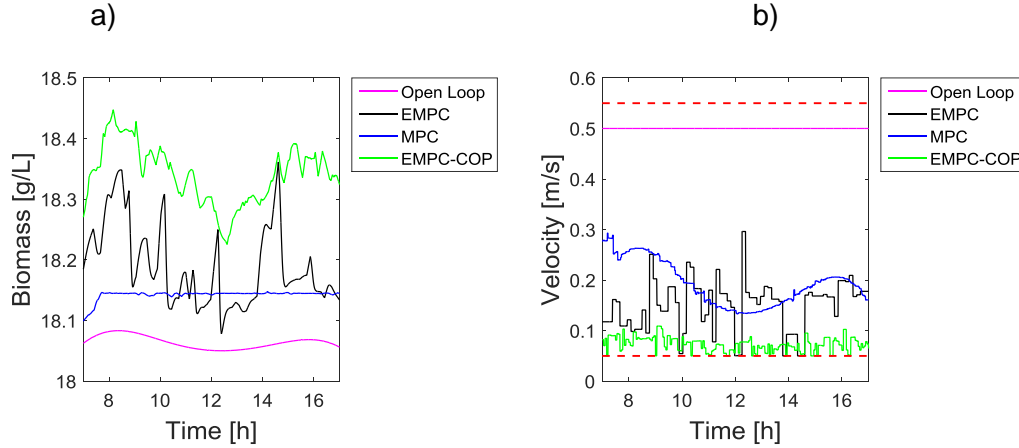 a)
18.5
18.4
18.3
18.2
18.1
18
Biomass [g/L]
8 10 12 14 16
Time [h]
Open Loop
EMPC
MPC
EMPC-COP
b)
0.6
0.5
0.4
0.3
0.2
0.1
0
Velocity [m/s]
8 10 12 14 16
Time [h]
Open Loop
EMPC
MPC
EMPC-COP